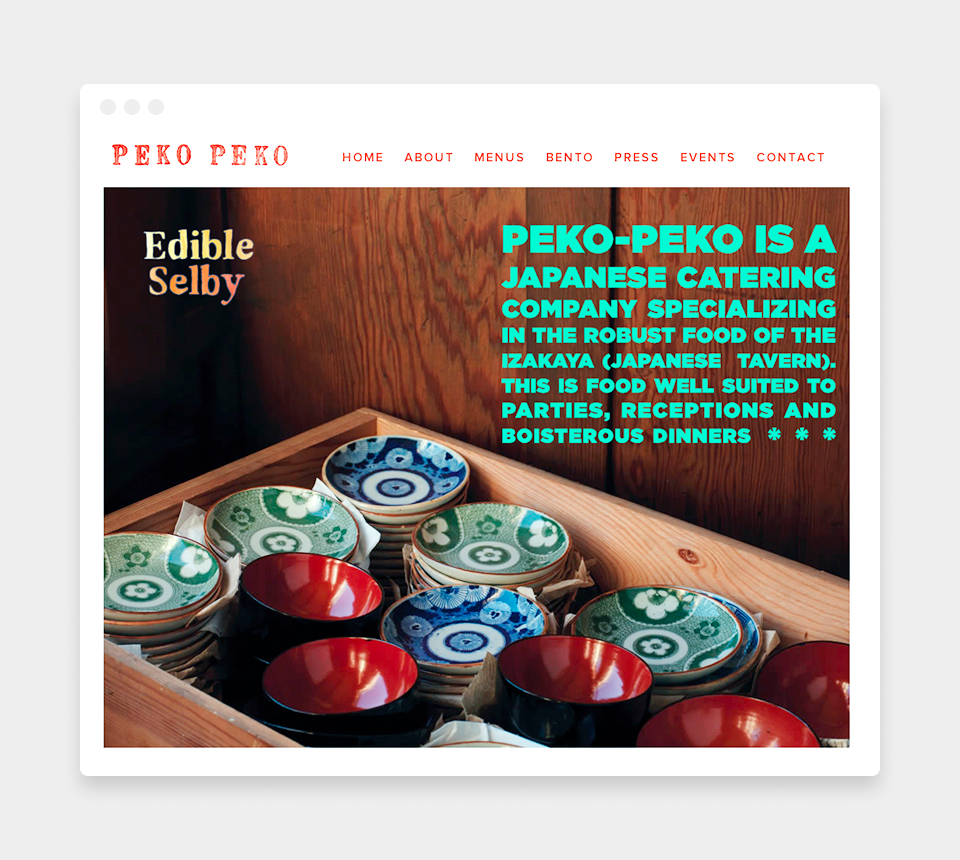 PEKO PEKO
HOME ABOUT MENUS BENTO PRESS EVENTS CONTACT
Edible
Selby
PEKO-PEKO IS A
JAPANESE CATERING
COMPANY SPECIALIZING
IN THE ROBUST FOOD OF THE
IZAKAYA (JAPANESE TAVERN).
THIS IS FOOD WELL SUITED TO
PARTIES, RECEPTIONS AND
BOISTEROUS DINNERS * * *